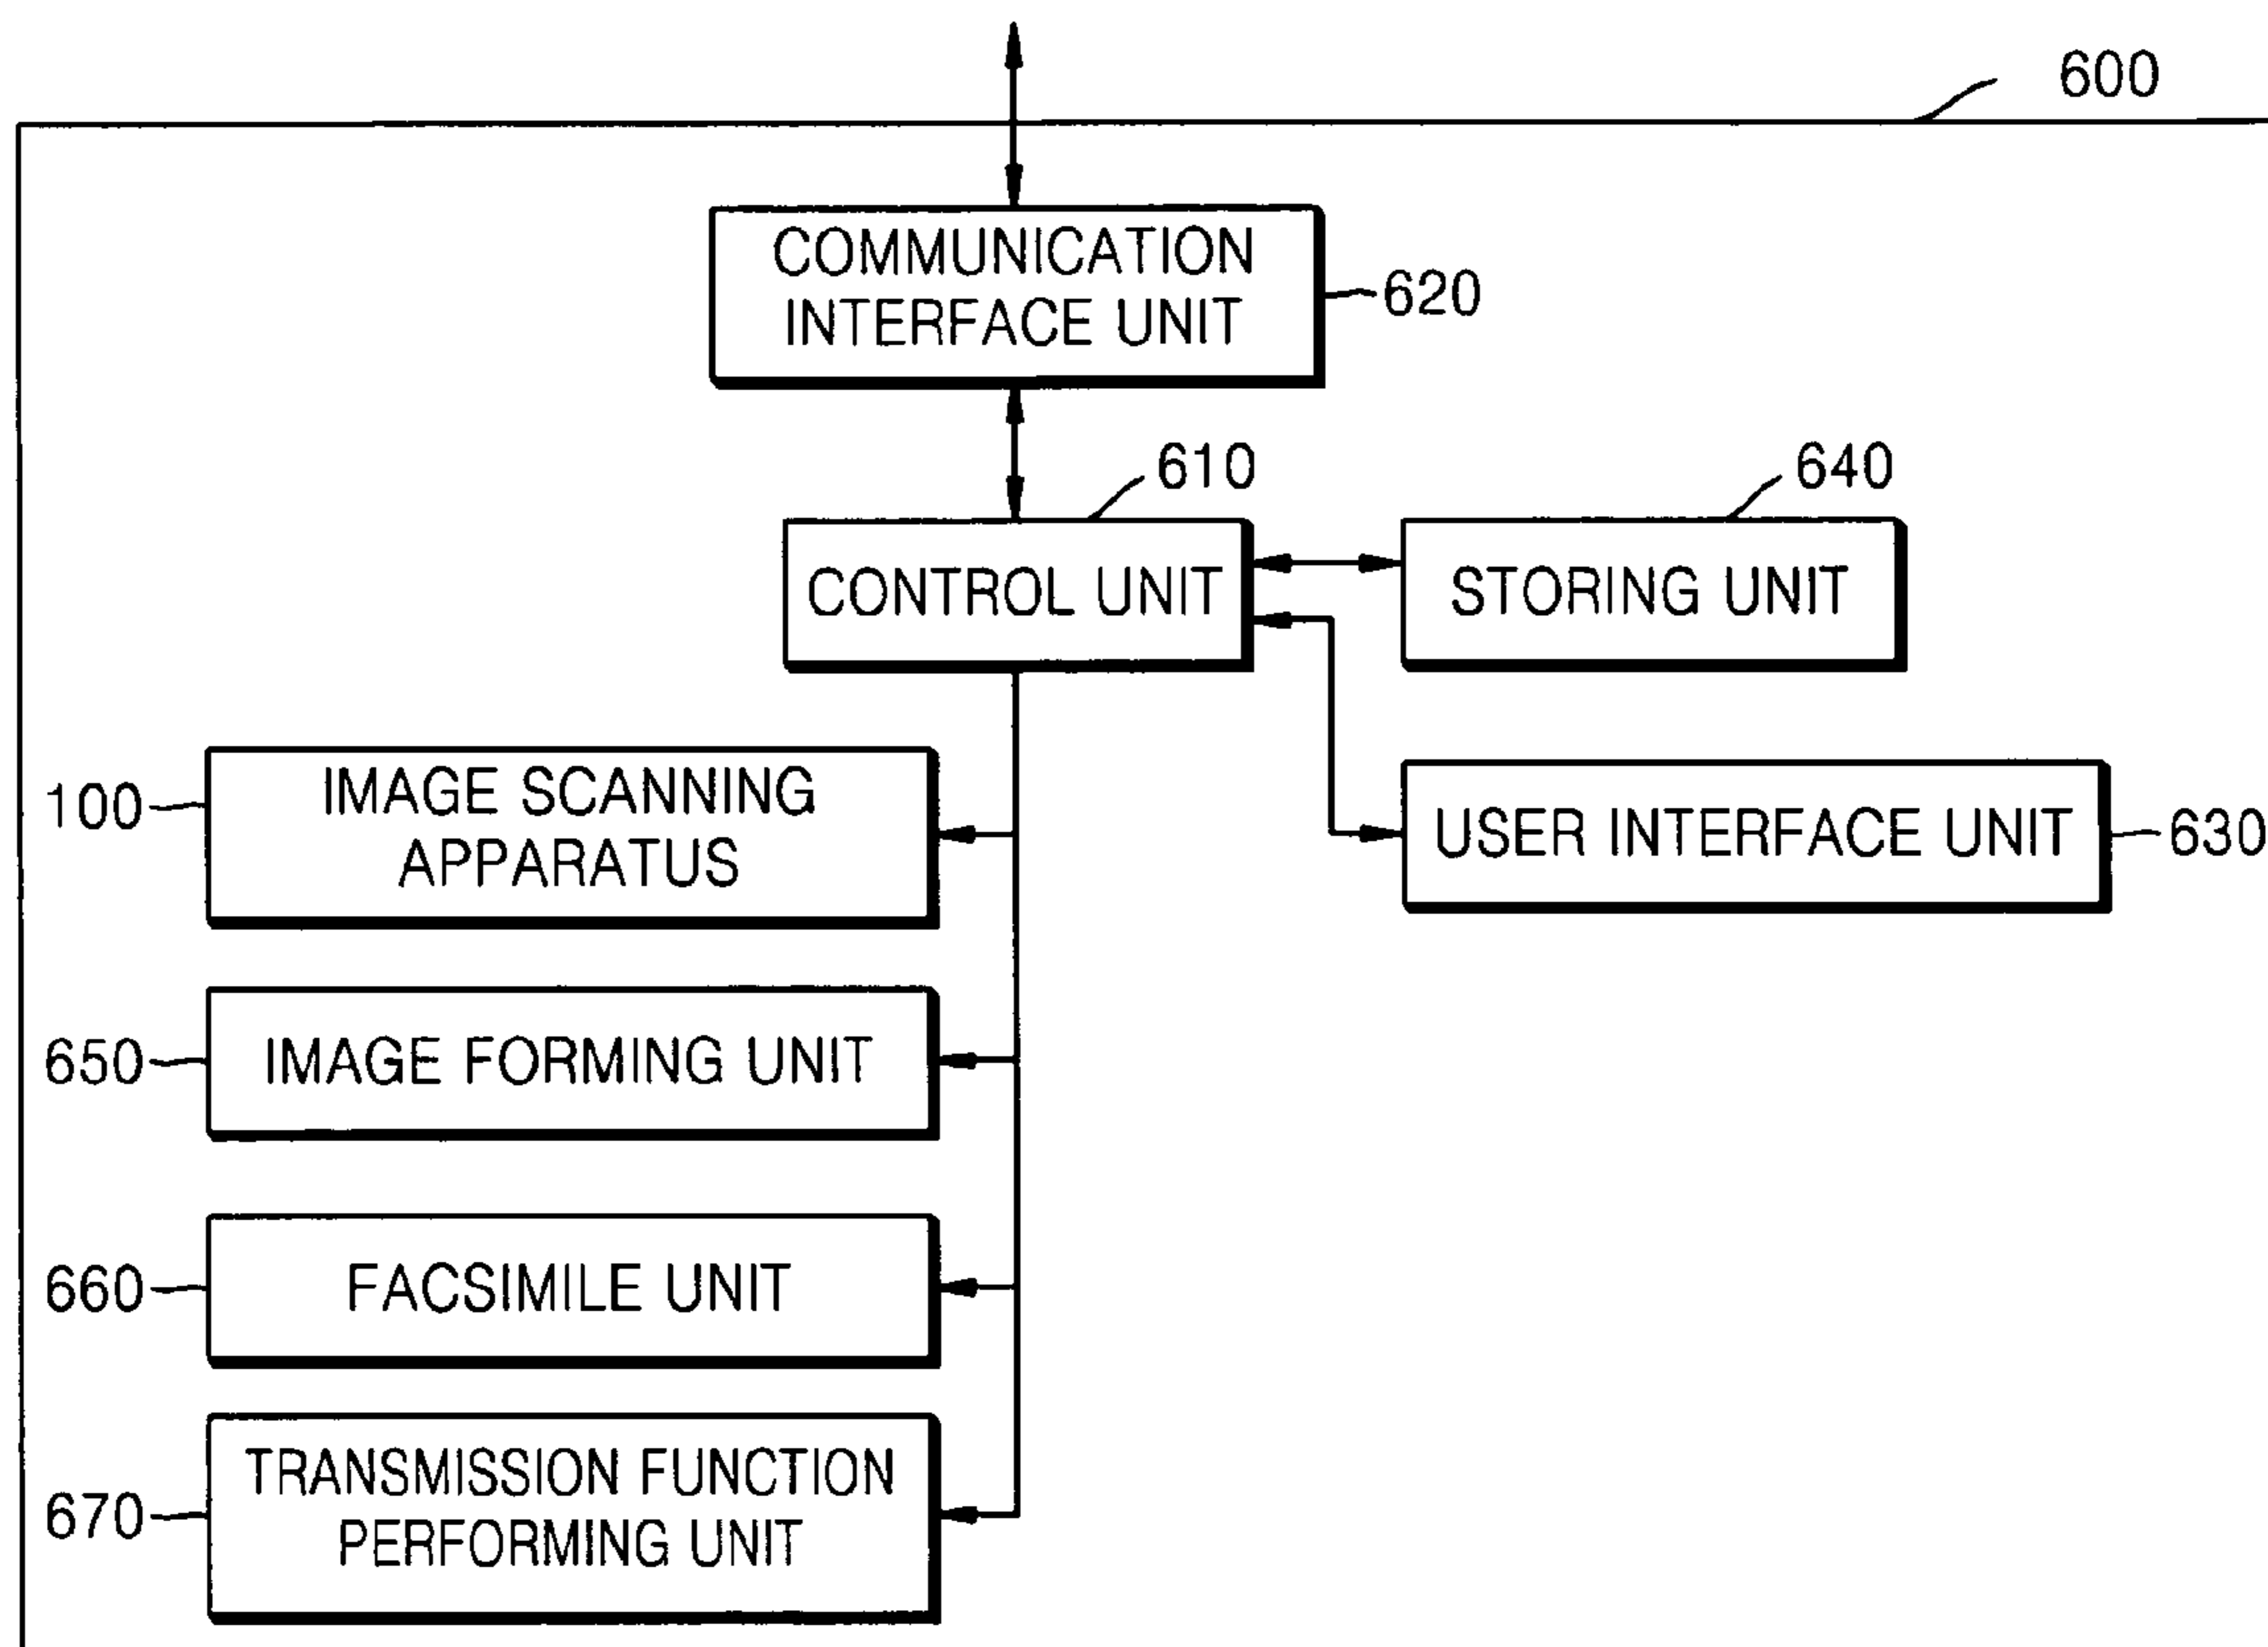 600
COMMUNICATION
INTERFACE UNIT
620
610
640
CONTROL UNIT
STORING UNIT
100
IMAGE SCANNING
APPARATUS
USER INTERFACE UNIT
630
650
IMAGE FORMING UNIT
660
FACSIMILE UNIT
670
TRANSMISSION FUNCTION
PERFORMING UNIT